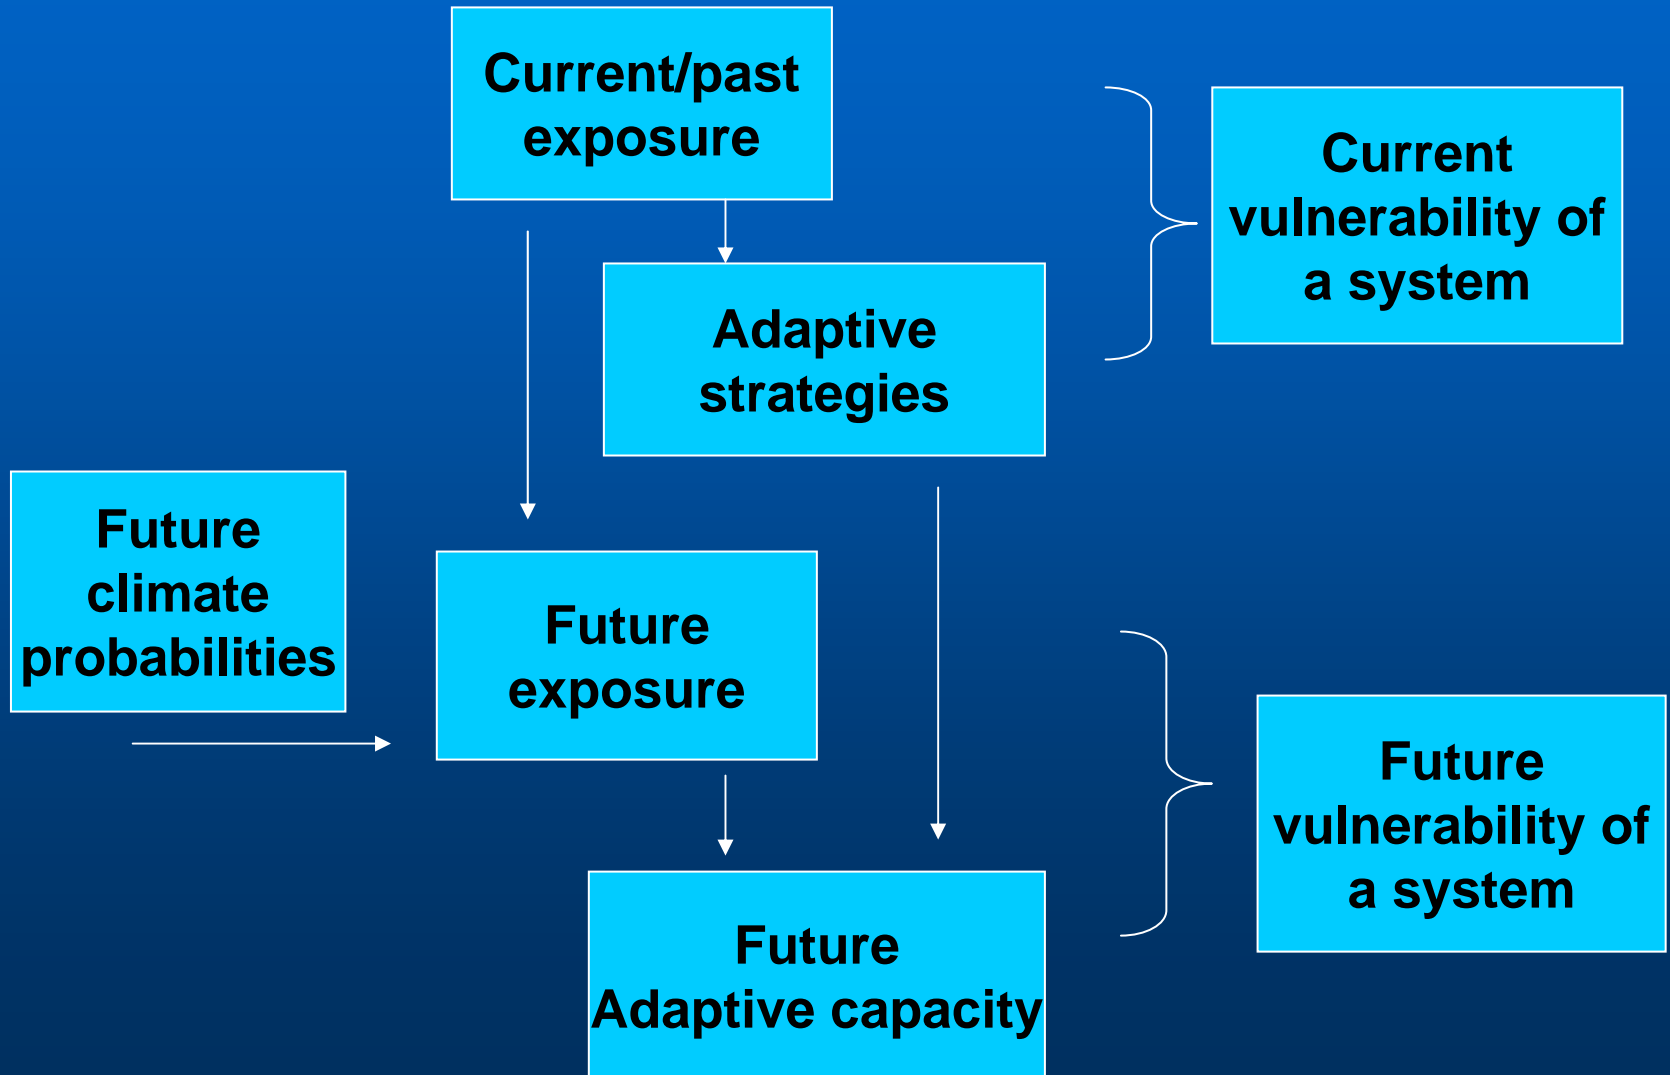 Current/past
exposure
Current
vulnerability of
a system
Adaptive
strategies
Future
climate
probabilities
Future
exposure
Future
vulnerability of
a system
Future
Adaptive capacity